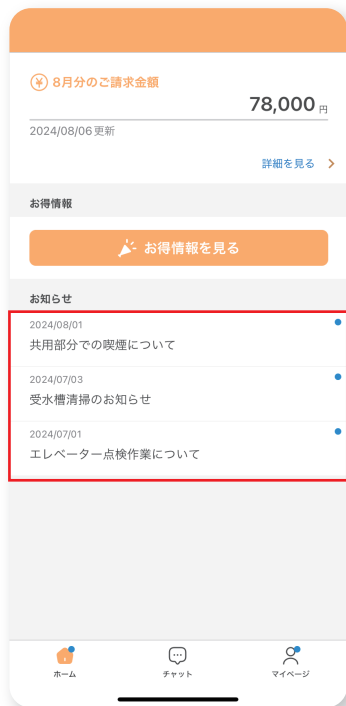 ¥ 8月分のご請求金額
78,000 円
2024/08/06更新
詳細を見る
お得情報
お得情報を見る
お知らせ
2024/08/01
共用部分での喫煙について
2024/07/03
受水槽清掃のお知らせ
2024/07/01
エレベーター点検作業について
ホーム チャット マイページ